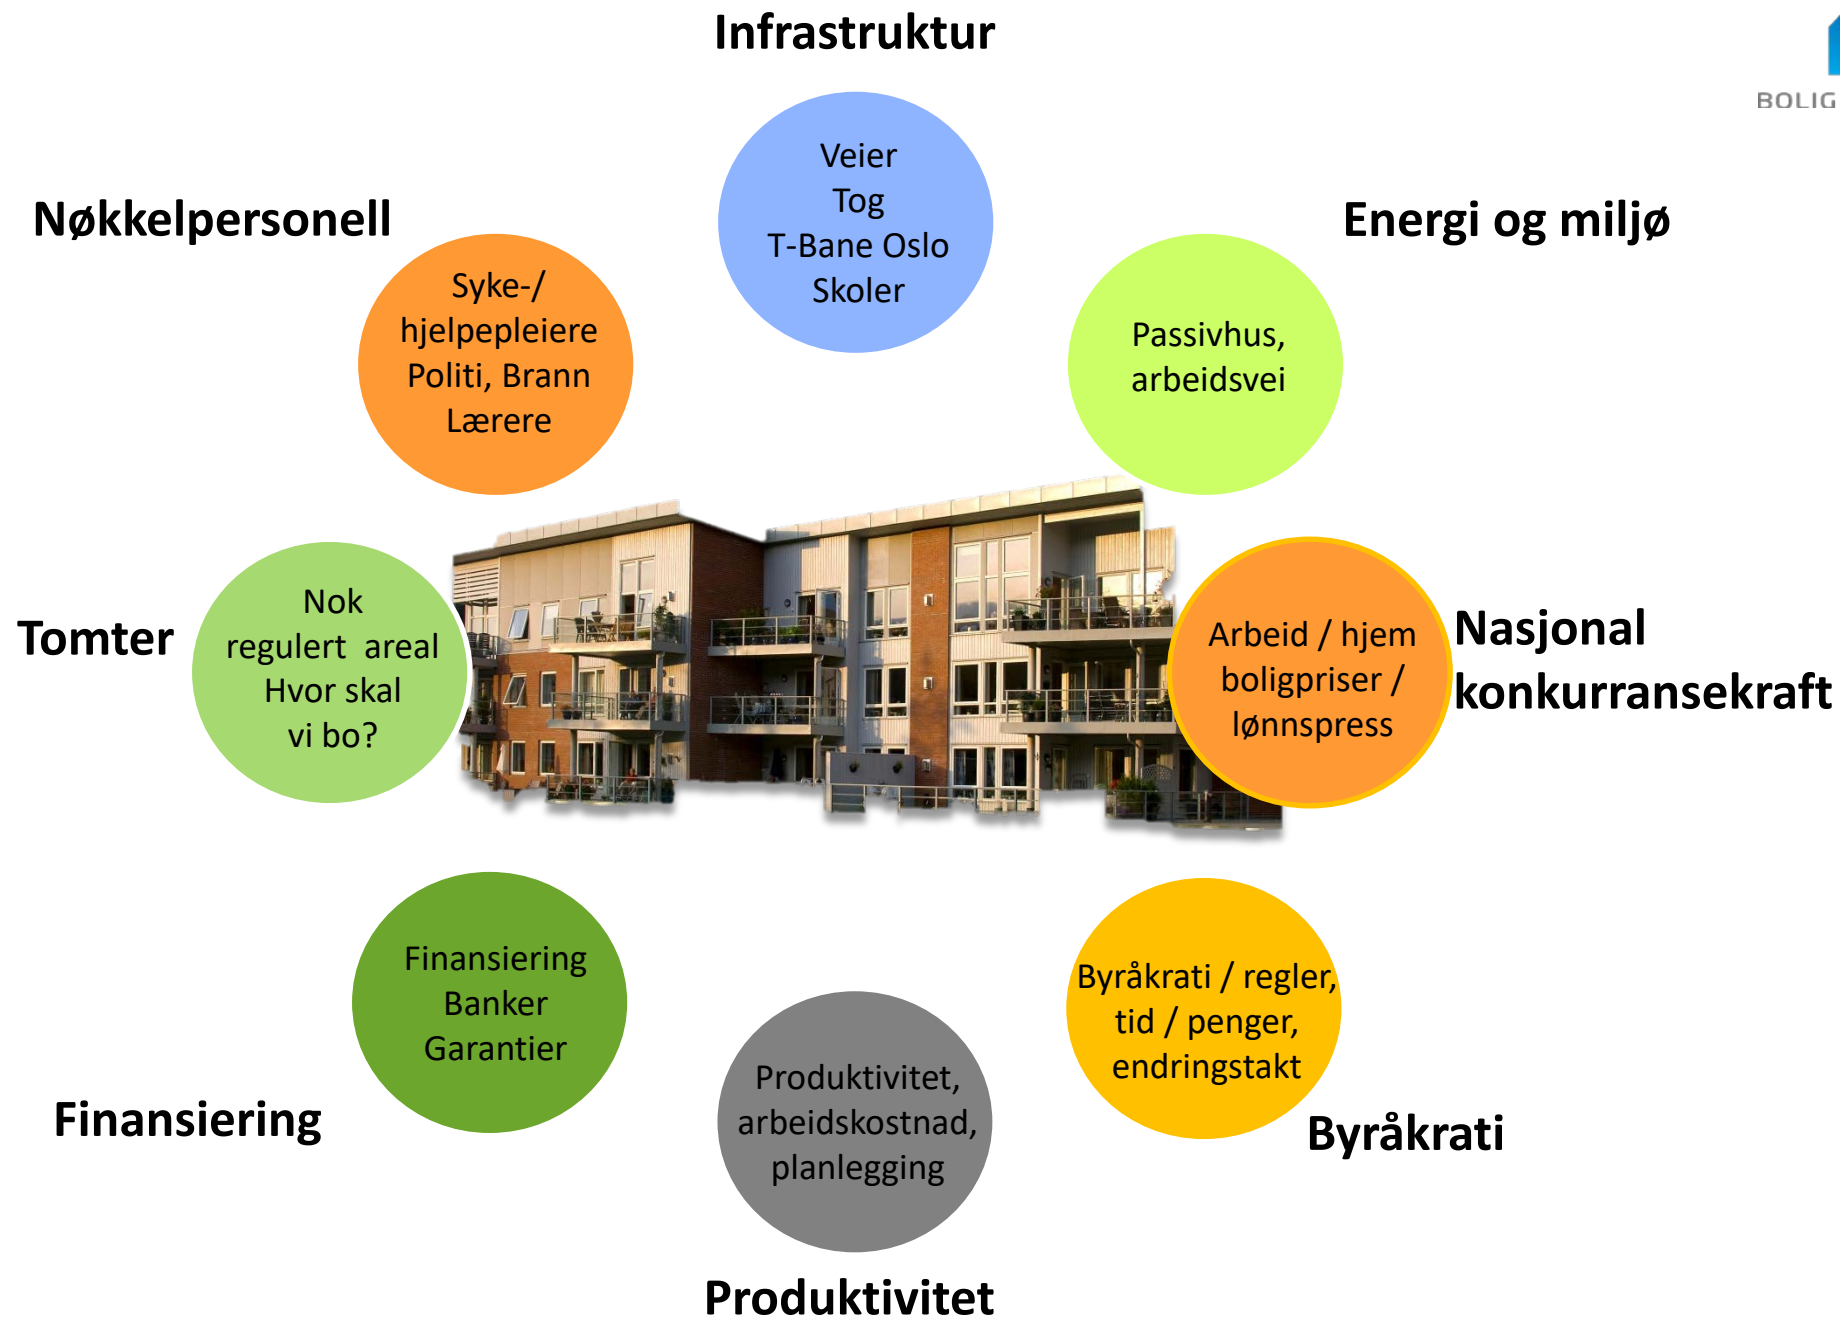 Infrastruktur
BOLIG
Veier
Tog
T-Bane Oslo
Skoler
Nøkkelpersonell
Syke-/
hjelpepleiere
Politi, Brann
Lærere
Energi og miljø
Passivhus,
arbeidsvei
Tomter
Nok
regulert areal
Hvor skal
vi bo?
Arbeid / hjem
boligpriser /
lønnspress
Nasjonal
konkurransekraft
Finansiering
Banker
Garantier
Finansiering
Produktivitet,
arbeidskostnad,
planlegging
Produktivitet
Byråkrati / regler,
tid / penger,
endringstakt
Byråkrati